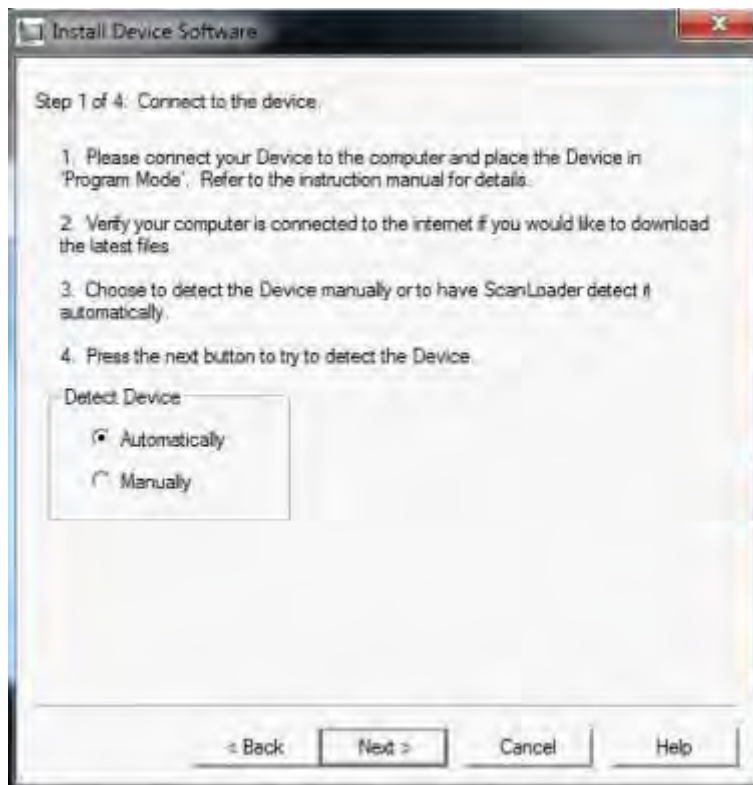 Install Device Software
Step 1 of 4: Connect to the device.
1. Please connect your Device to the computer and place the Device in
'Program Mode'. Refer to the instruction manual for details.
2. Verify your computer is connected to the internet if you would like to download
the latest files.
3. Choose to detect the Device manually or to have ScanLoader detect it
automatically.
4. Press the next button to try to detect the Device.
Detect Device
Automatically
Manually
< Back Next > Cancel Help